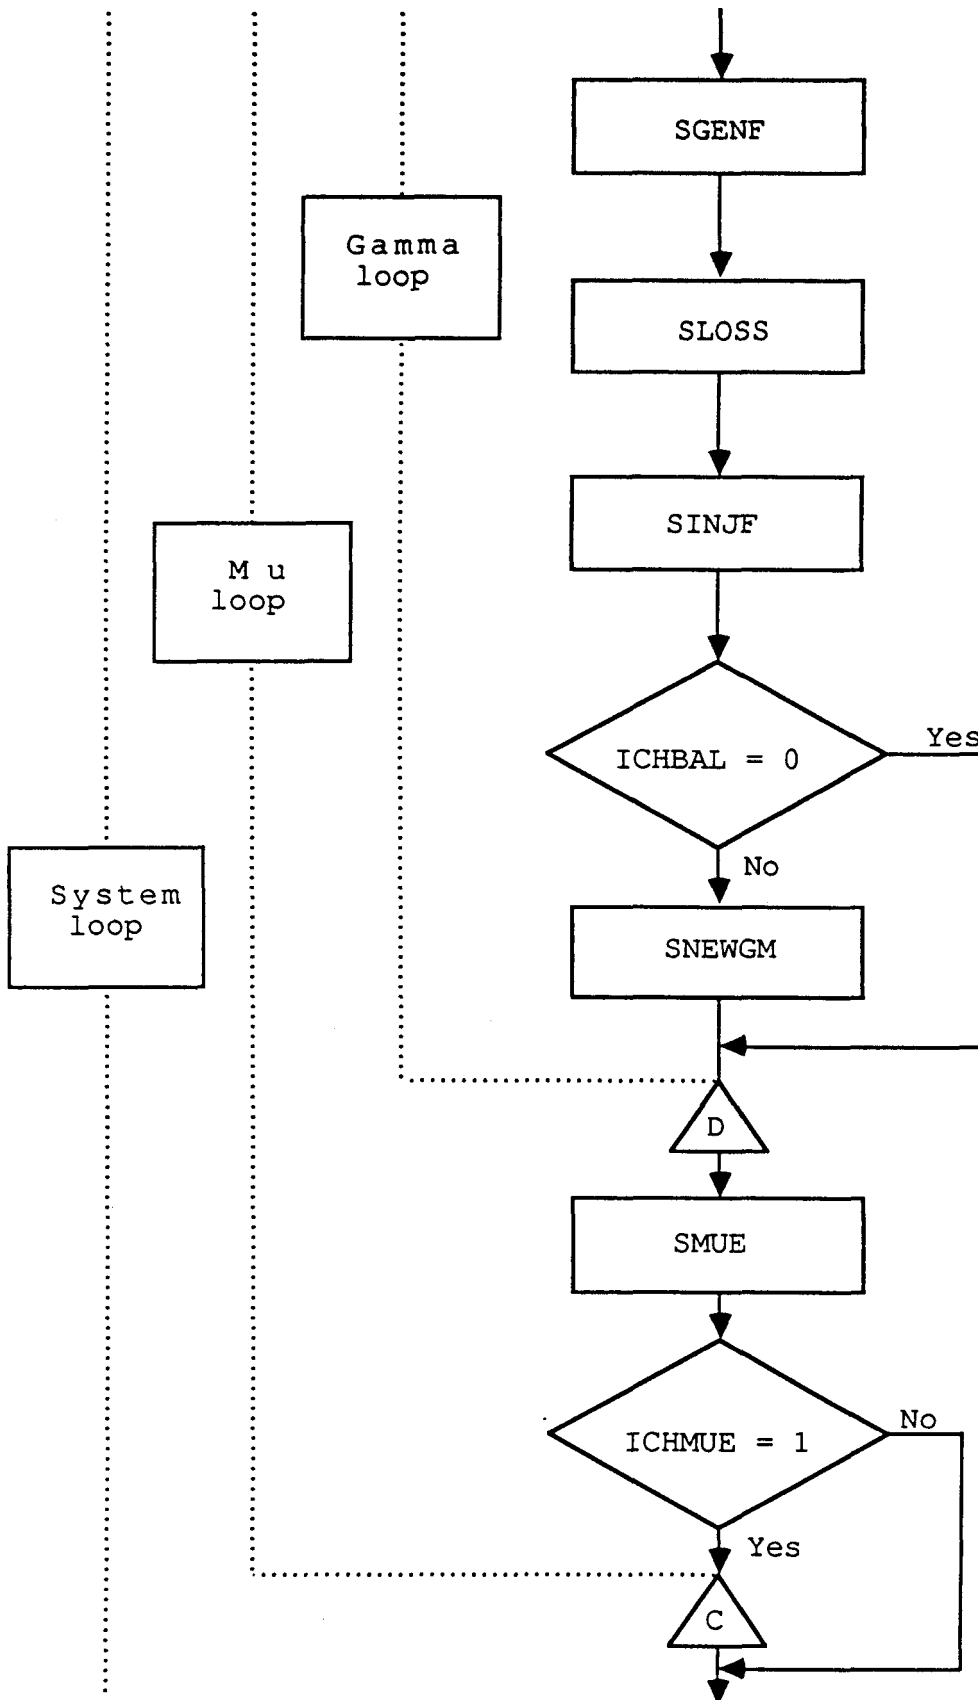 SGENF
Gamma
loop
SLOSS
SINJF
M u
loop
Yes
ICHBAL = 0
No
System
loop
SNEWGM
D
SMUE
No
ICHMUE = 1
Yes
C